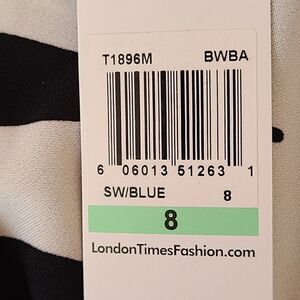 T1896M BWBA
6 06013 51263 1
SW/BLUE 8
8
LondonTimesFashion.com